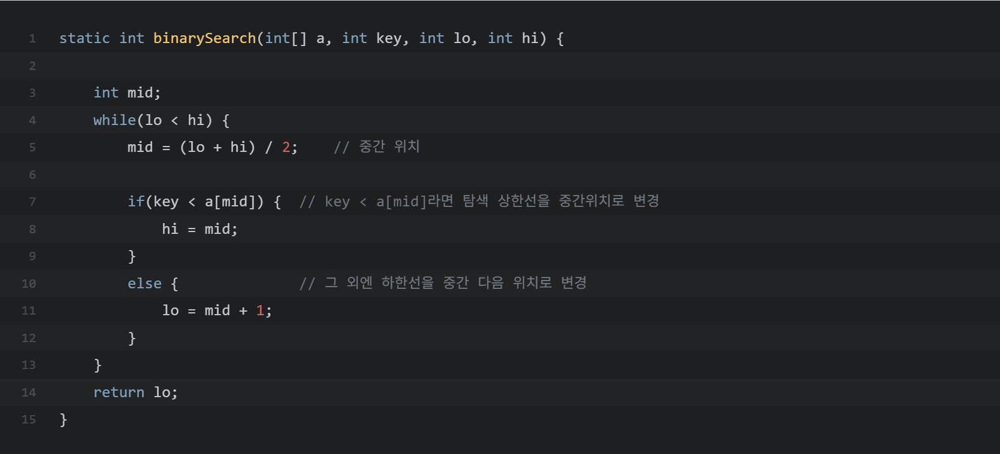 1 static int binarySearch(int[] a, int key, int lo, int hi) {
2
3     int mid;
4     while(lo < hi) {
5         mid = (lo + hi) / 2;    // 중간 위치
6
7         if(key < a[mid]) {  // key < a[mid]라면 탐색 상한선을 중간위치로 변경
8             hi = mid;
9         }
10         else {              // 그 외엔 하한선을 중간 다음 위치로 변경
11             lo = mid + 1;
12         }
13     }
14     return lo;
15 }